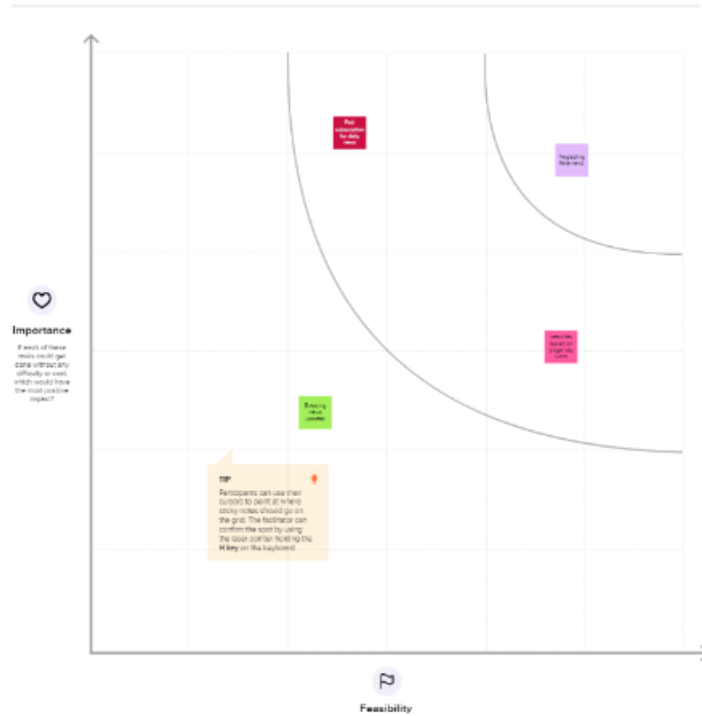 Paid
subscription
for daily
news
Importance
If each of these
tasks could get
done without any
difficulty or cost,
which would have
the most positive
impact?
Breaking
news
updates
TIP
Participants can use their
cursors to point at where
sticky notes should go on
the grid. The facilitator can
confirm the spot by using
the laser pointer holding the
H key on the keyboard.
Feasibility